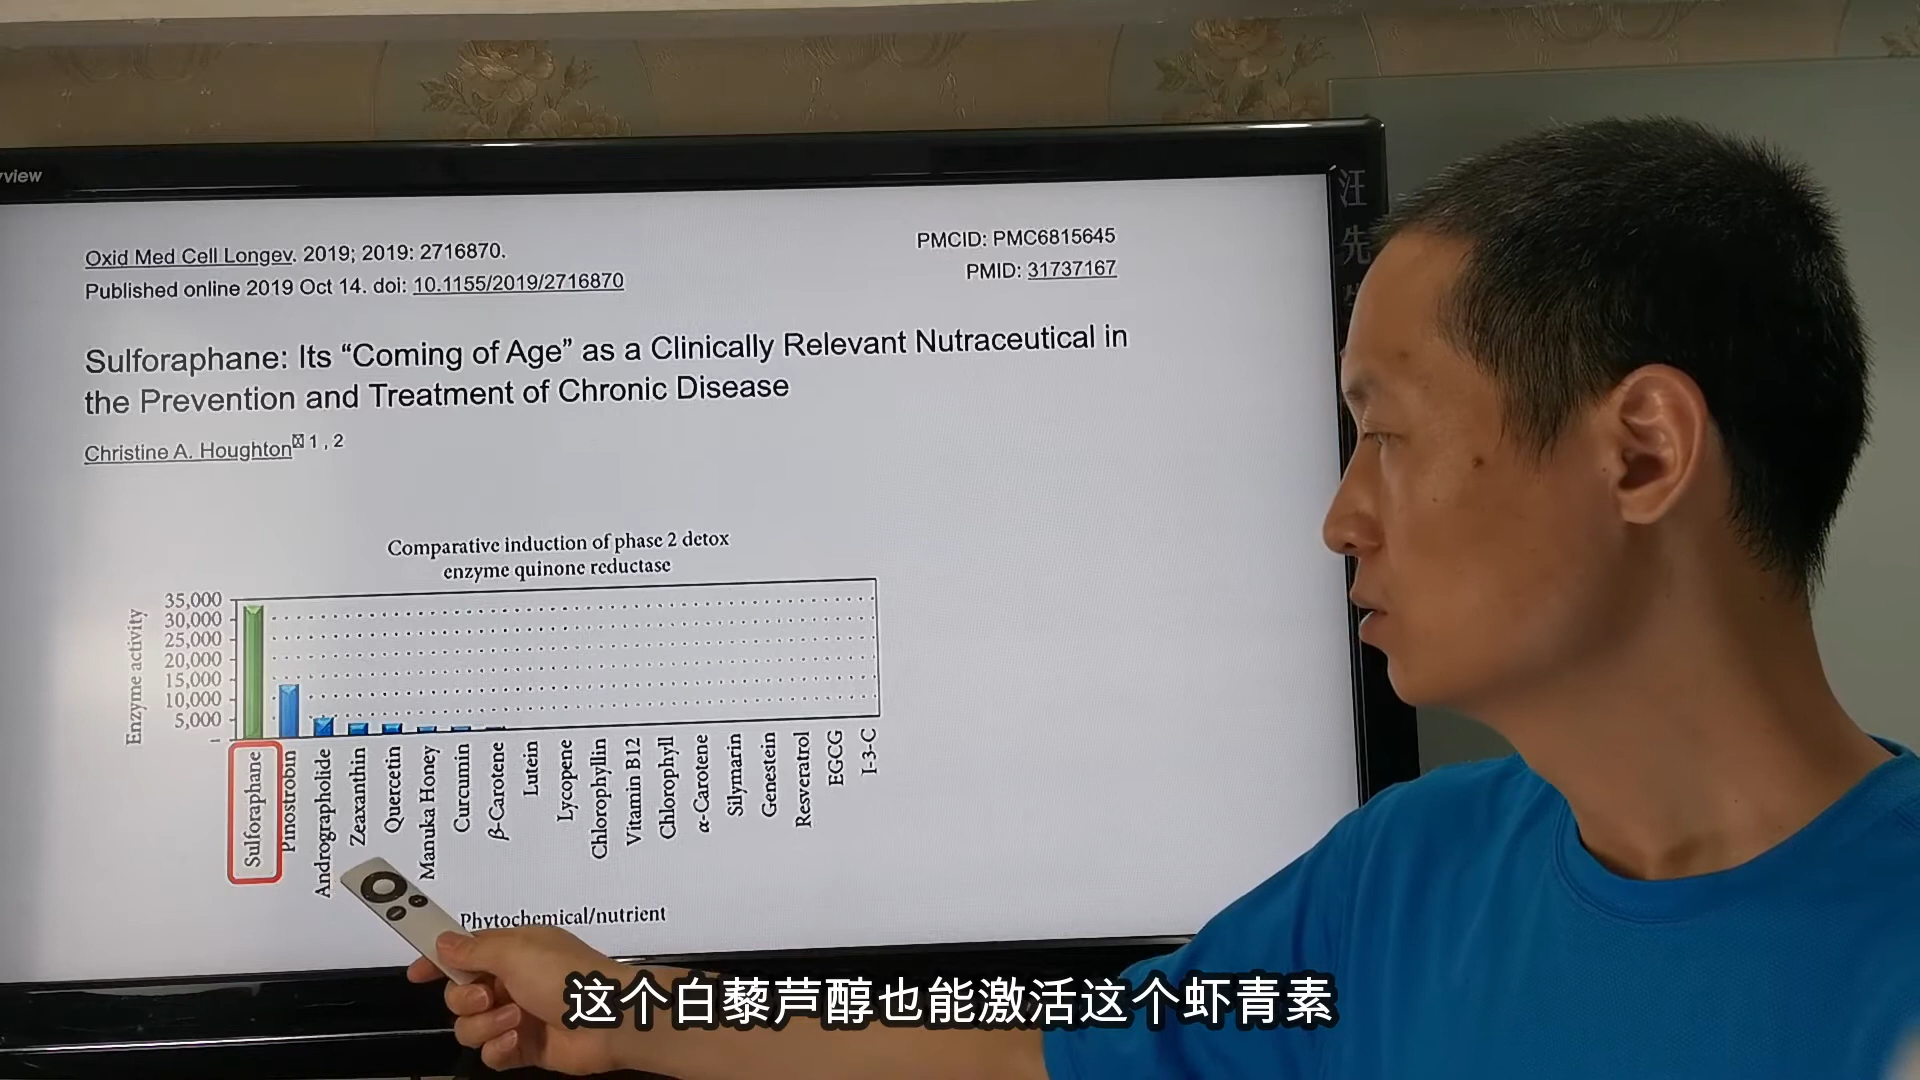 view
汪
先
Oxid Med Cell Longev. 2019; 2019: 2716870.
Published online 2019 Oct 14. doi: 10.1155/2019/2716870
PMCID: PMC6815645
PMID: 31737167
Sulforaphane: Its “Coming of Age” as a Clinically Relevant Nutraceutical in
the Prevention and Treatment of Chronic Disease
Christine A. Houghton 1 , 2
Comparative induction of phase 2 detox
enzyme quinone reductase
Enzyme activity
35,000
30,000
25,000
20,000
15,000
10,000
5,000
–
Sulforaphane
Pinostrobin
Andrographolide
Zeaxanthin
Quercetin
Manuka Honey
Curcumin
β-Carotene
Lutein
Lycopene
Chlorophyllin
Vitamin B12
Chlorophyll
α-Carotene
Silymarin
Genestein
Resveratrol
EGCG
I-3-C
Phytochemical/nutrient
这个白藜芦醇也能激活这个虾青素